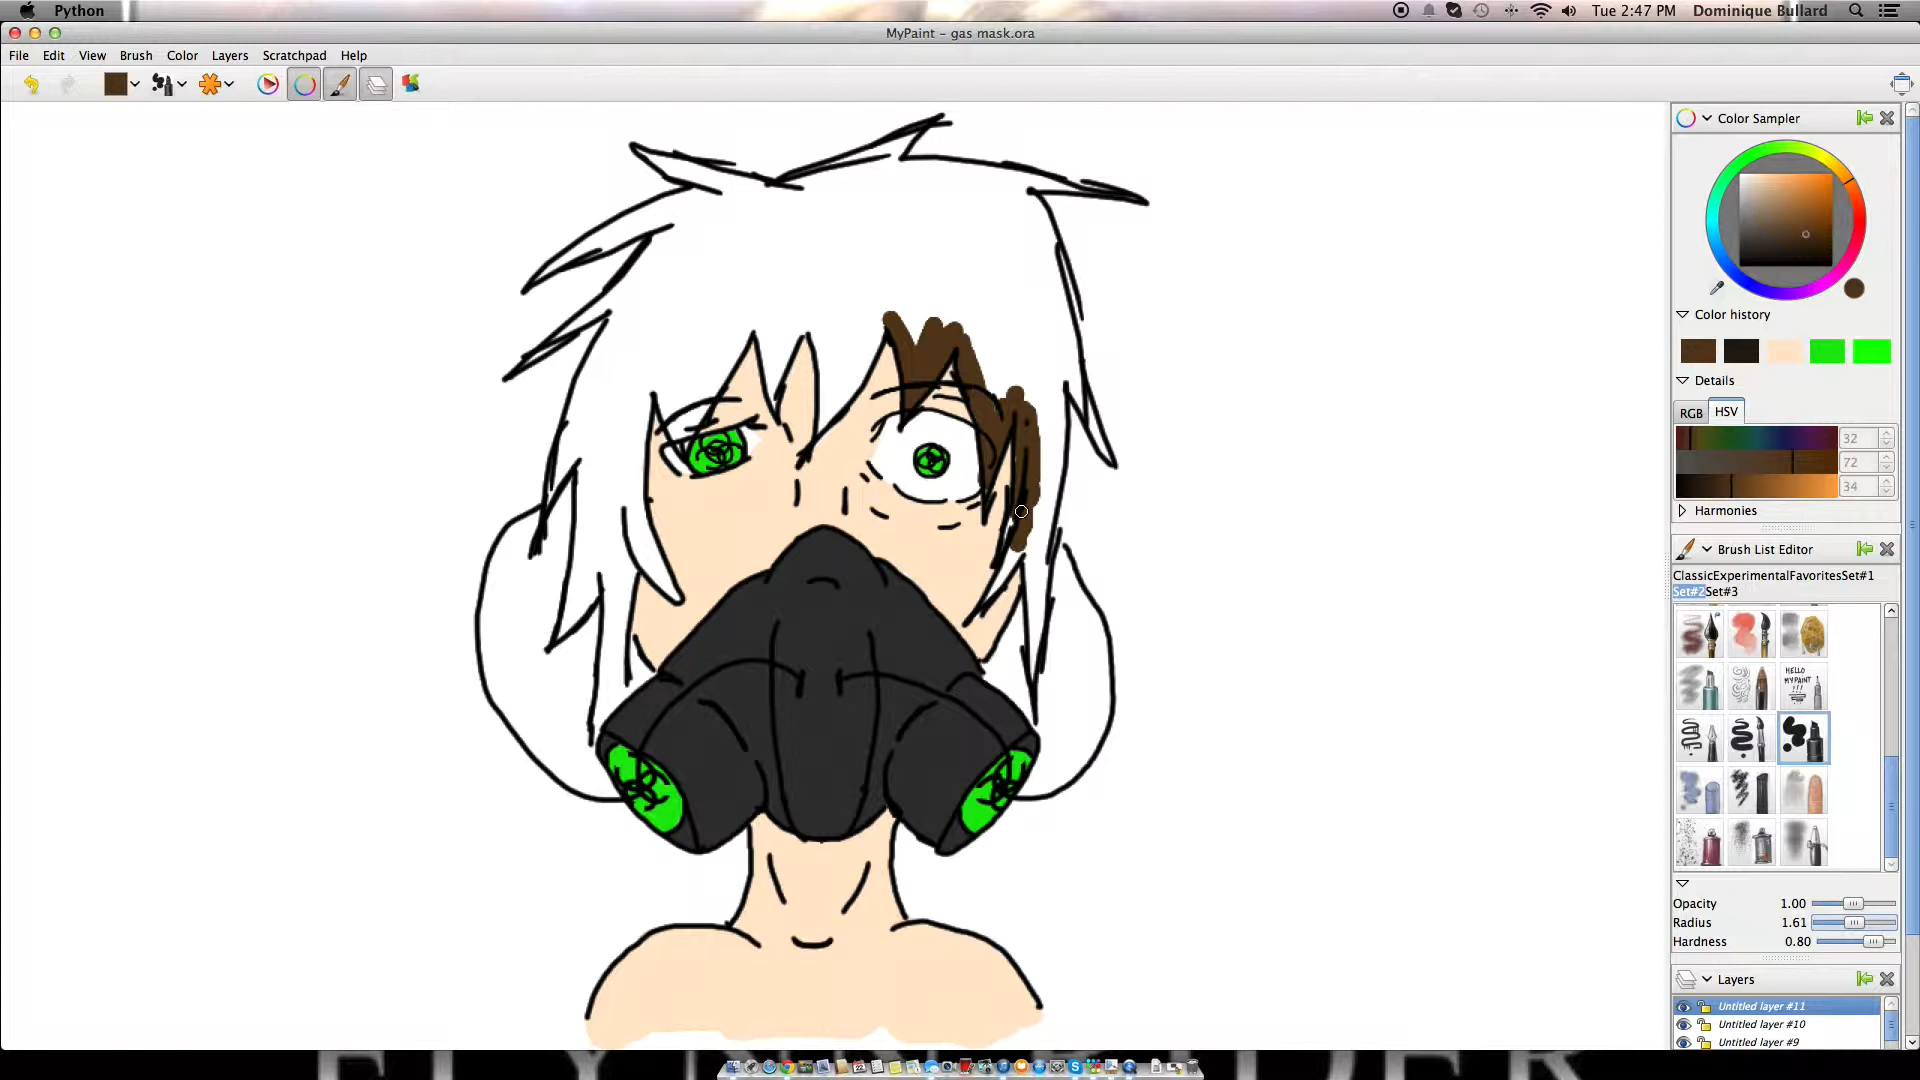 Python
Tue 2:47 PM Dominique Bullard
MyPaint - gas mask.ora
File Edit View Brush Color Layers Scratchpad Help
Color Sampler
Color history
Details
RGB HSV
32
72
34
Harmonies
Brush List Editor
ClassicExperimentalFavoritesSet#1
Set#2Set#3
HELLO
MYPAINT
!!!
Opacity 1.00
Radius 1.61
Hardness 0.80
Layers
Untitled layer #11
Untitled layer #10
Untitled layer #9